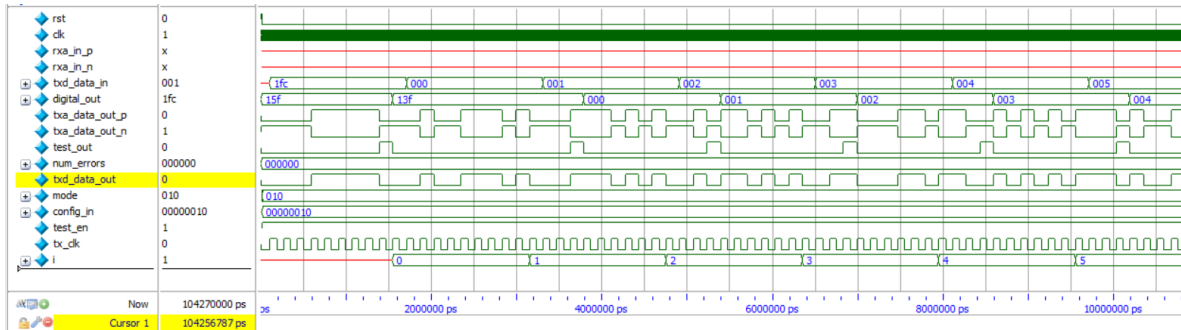 rst 0
clk 1
rxa_in_p x
rxa_in_n x
txd_data_in 001 1fc 000 001 002 003 004 005
digital_out 1fc 15f 13f 000 001 002 003 004
txa_data_out_p 0
txa_data_out_n 1
test_out 0
num_errors 000000 000000
txd_data_out 0
mode 010 010
config_in 00000010 00000010
test_en 1
tx_clk 0
i 1 0 1 2 3 4 5
Now 104270000 ps ps 2000000 ps 4000000 ps 6000000 ps 8000000 ps 10000000 ps
Cursor 1 104256787 ps